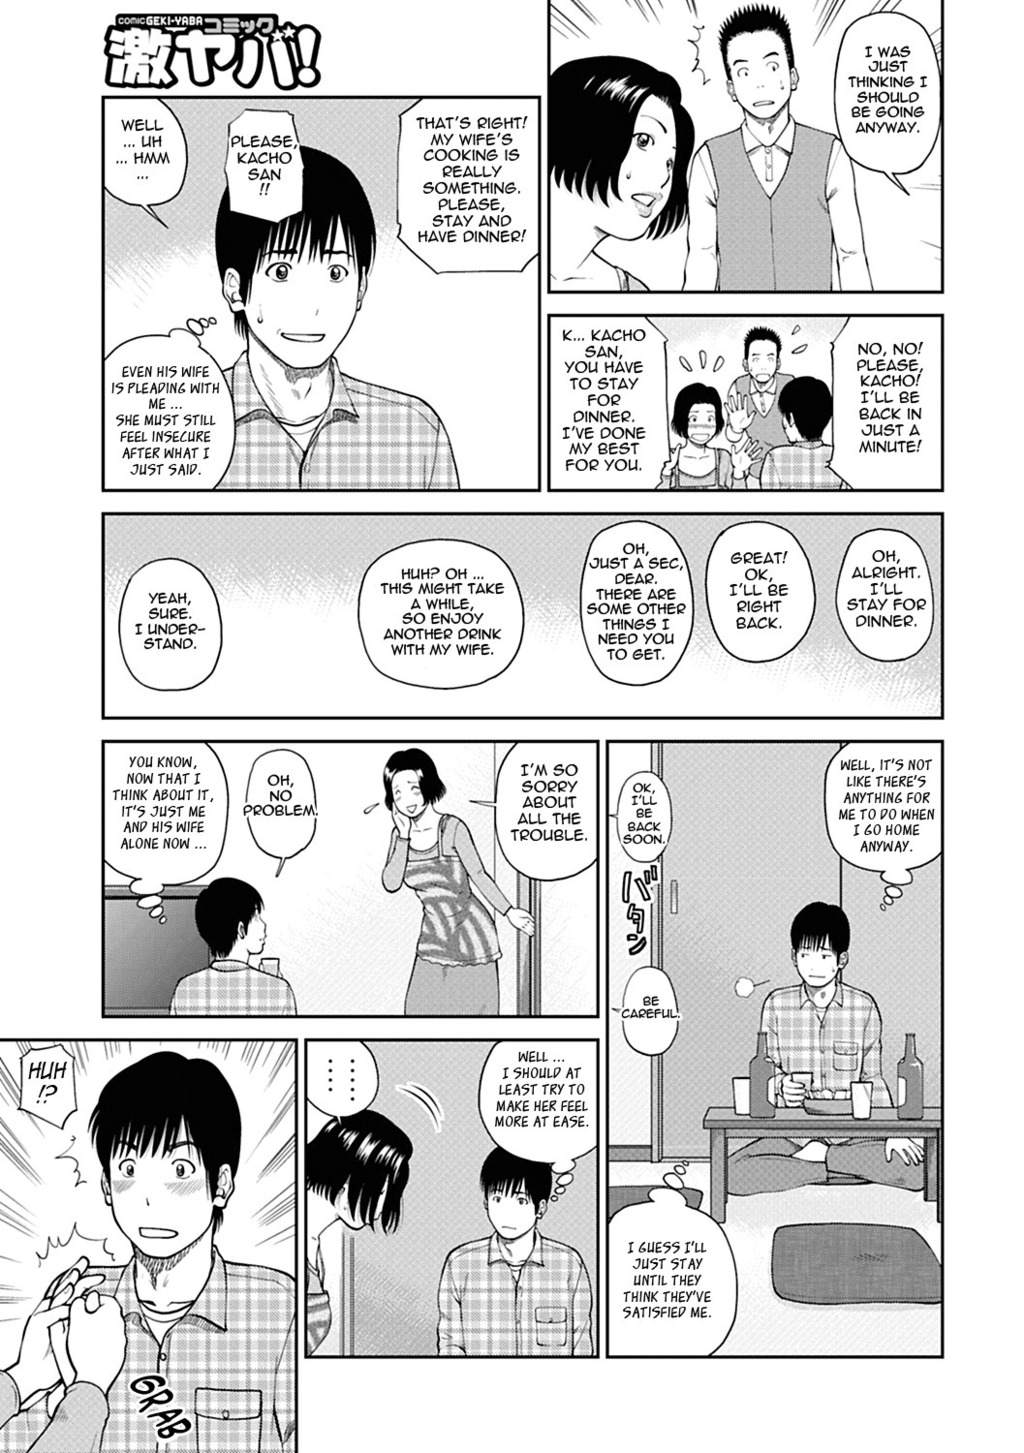 COMIC GEKI-YABA コミック
激ヤバ!
I WAS
JUST
THINKING I
SHOULD
BE GOING
ANYWAY.
THAT'S RIGHT!
MY WIFE'S
COOKING IS
REALLY
SOMETHING.
PLEASE,
STAY AND
HAVE DINNER!
PLEASE,
KACHO
SAN
!!
WELL
... UH
... HMM
...
EVEN HIS WIFE
IS PLEADING WITH
ME ...
SHE MUST STILL
FEEL INSECURE
AFTER WHAT I
JUST SAID.
NO, NO!
PLEASE,
KACHO!
I'LL BE
BACK IN
JUST A
MINUTE!
K... KACHO
SAN,
YOU HAVE
TO STAY
FOR
DINNER.
I'VE DONE
MY BEST
FOR YOU.
OH,
ALRIGHT.
I'LL
STAY FOR
DINNER.
GREAT!
OK,
I'LL BE
RIGHT
BACK.
OH,
JUST A SEC,
DEAR.
THERE ARE
SOME OTHER
THINGS I
NEED YOU
TO GET.
HUH? OH ...
THIS MIGHT TAKE
A WHILE,
SO ENJOY
ANOTHER DRINK
WITH MY WIFE.
YEAH,
SURE.
I UNDER-
STAND.
WELL, IT'S NOT
LIKE THERE'S
ANYTHING FOR
ME TO DO WHEN
I GO HOME
ANYWAY.
OK,
I'LL
BE
BACK
SOON.
バタン
BE
CAREFUL.
I GUESS I'LL
JUST STAY
UNTIL THEY
THINK THEY'VE
SATISFIED ME.
I'M SO
SORRY
ABOUT
ALL THE
TROUBLE.
OH,
NO
PROBLEM.
YOU KNOW,
NOW THAT I
THINK ABOUT IT,
IT'S JUST ME
AND HIS WIFE
ALONE NOW ...
WELL ...
I SHOULD AT
LEAST TRY TO
MAKE HER FEEL
MORE AT EASE.
......
HUH
!?
GRAB